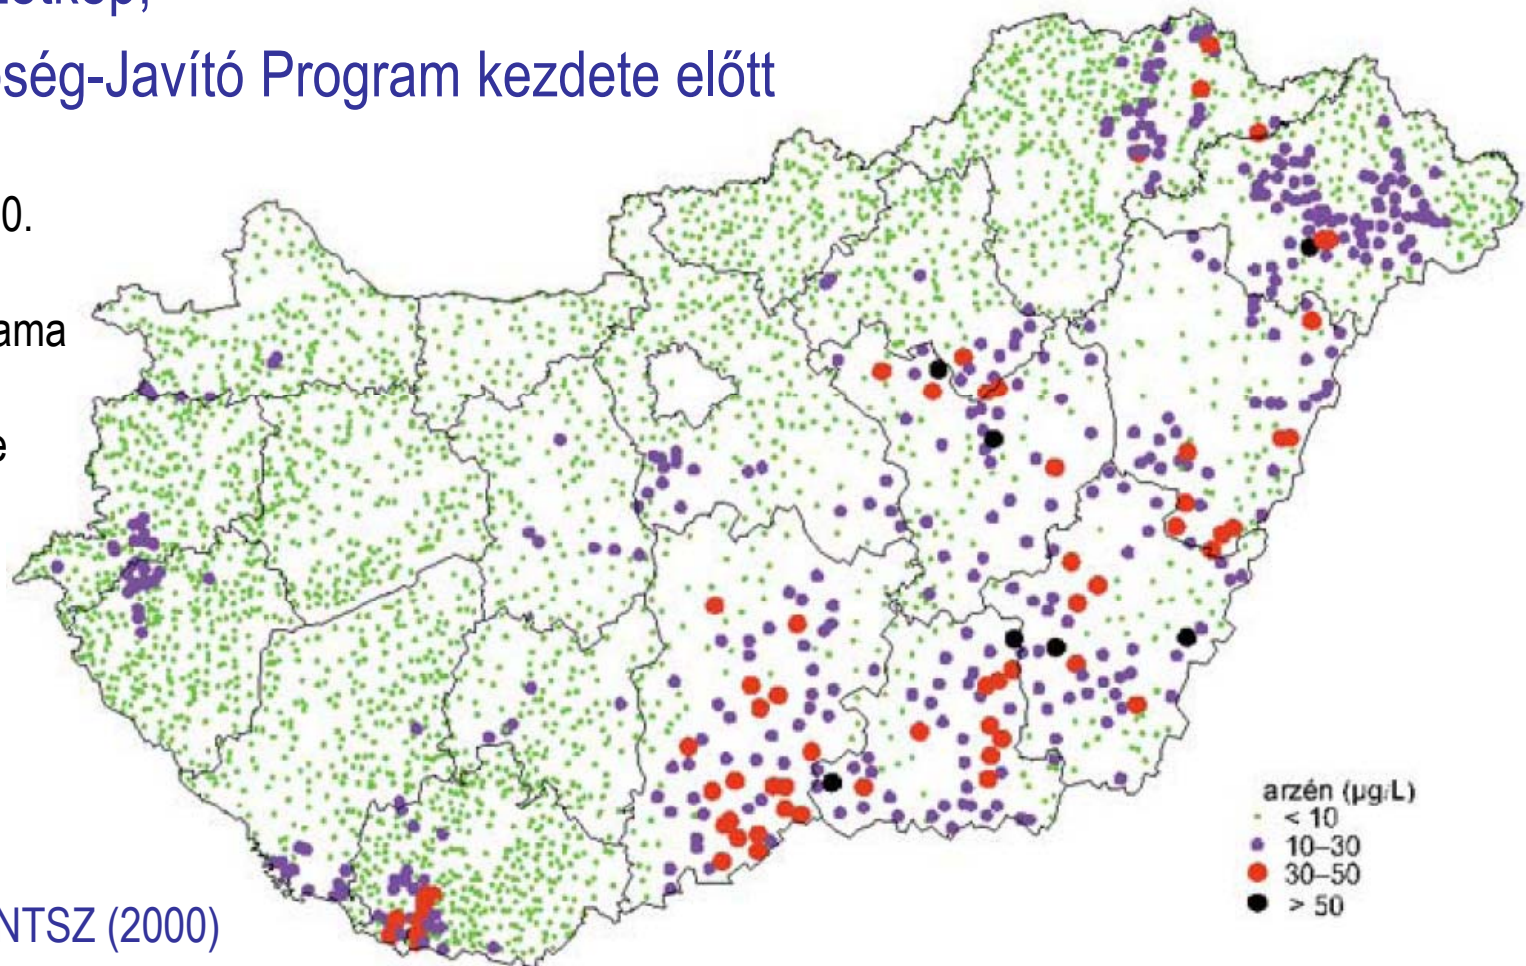 ség-Javító Program kezdete előtt
0.
ama
e
NTSZ (2000)
arzén (µg/L)
< 10
10–30
30–50
> 50